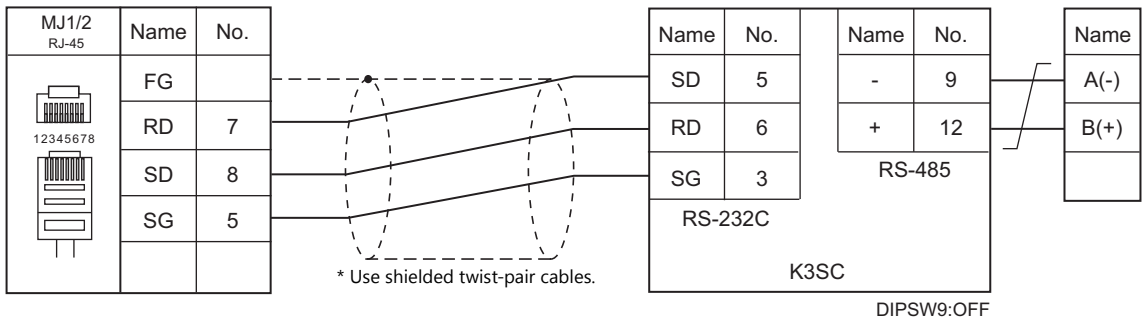 MJ1/2 Name No.
RJ-45
FG
RD 7
12345678
SD 8
SG 5
* Use shielded twist-pair cables.
Name No.
SD 5
RD 6
SG 3
RS-232C
Name No.
- 9
+ 12
RS-485
K3SC
DIPSW9:OFF
Name
A(-)
B(+)